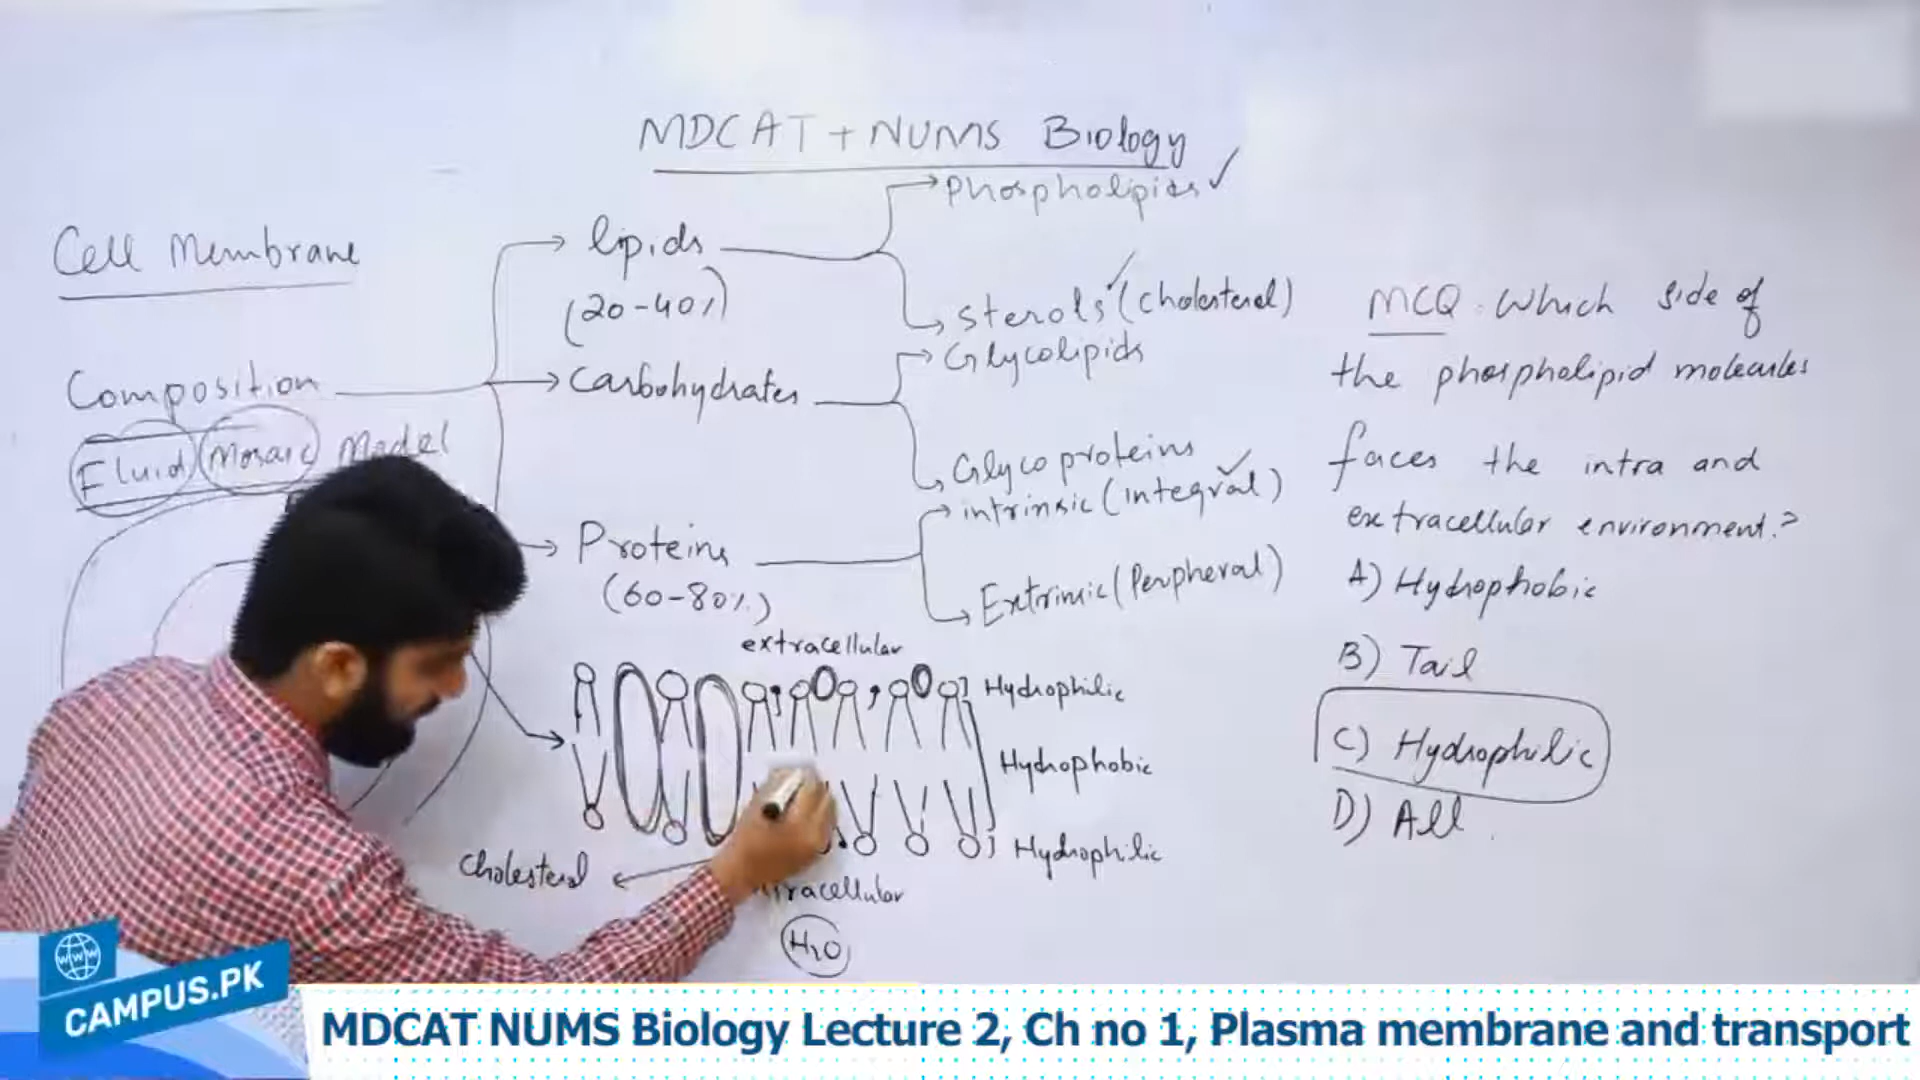 MDCAT + NUMS Biology
Cell Membrane
Composition
Fluid Mosaic Model
lipids
(20-40%)
Carbohydrates
Proteins
(60-80%)
Phospholipids
Sterols (Cholesterol)
Glycolipids
Glycoproteins
intrinsic (integral)
Extrinsic (Peripheral)
extracellular
Hydrophilic
Hydrophobic
Hydrophilic
Cholesterol
H2O
MCQ. Which side of
the phospholipid molecules
faces the intra and
extracellular environment?
A) Hydrophobic
B) Tail
C) Hydrophilic
D) All
WWW
CAMPUS.PK
MDCAT NUMS Biology Lecture 2, Ch no 1, Plasma membrane and transport